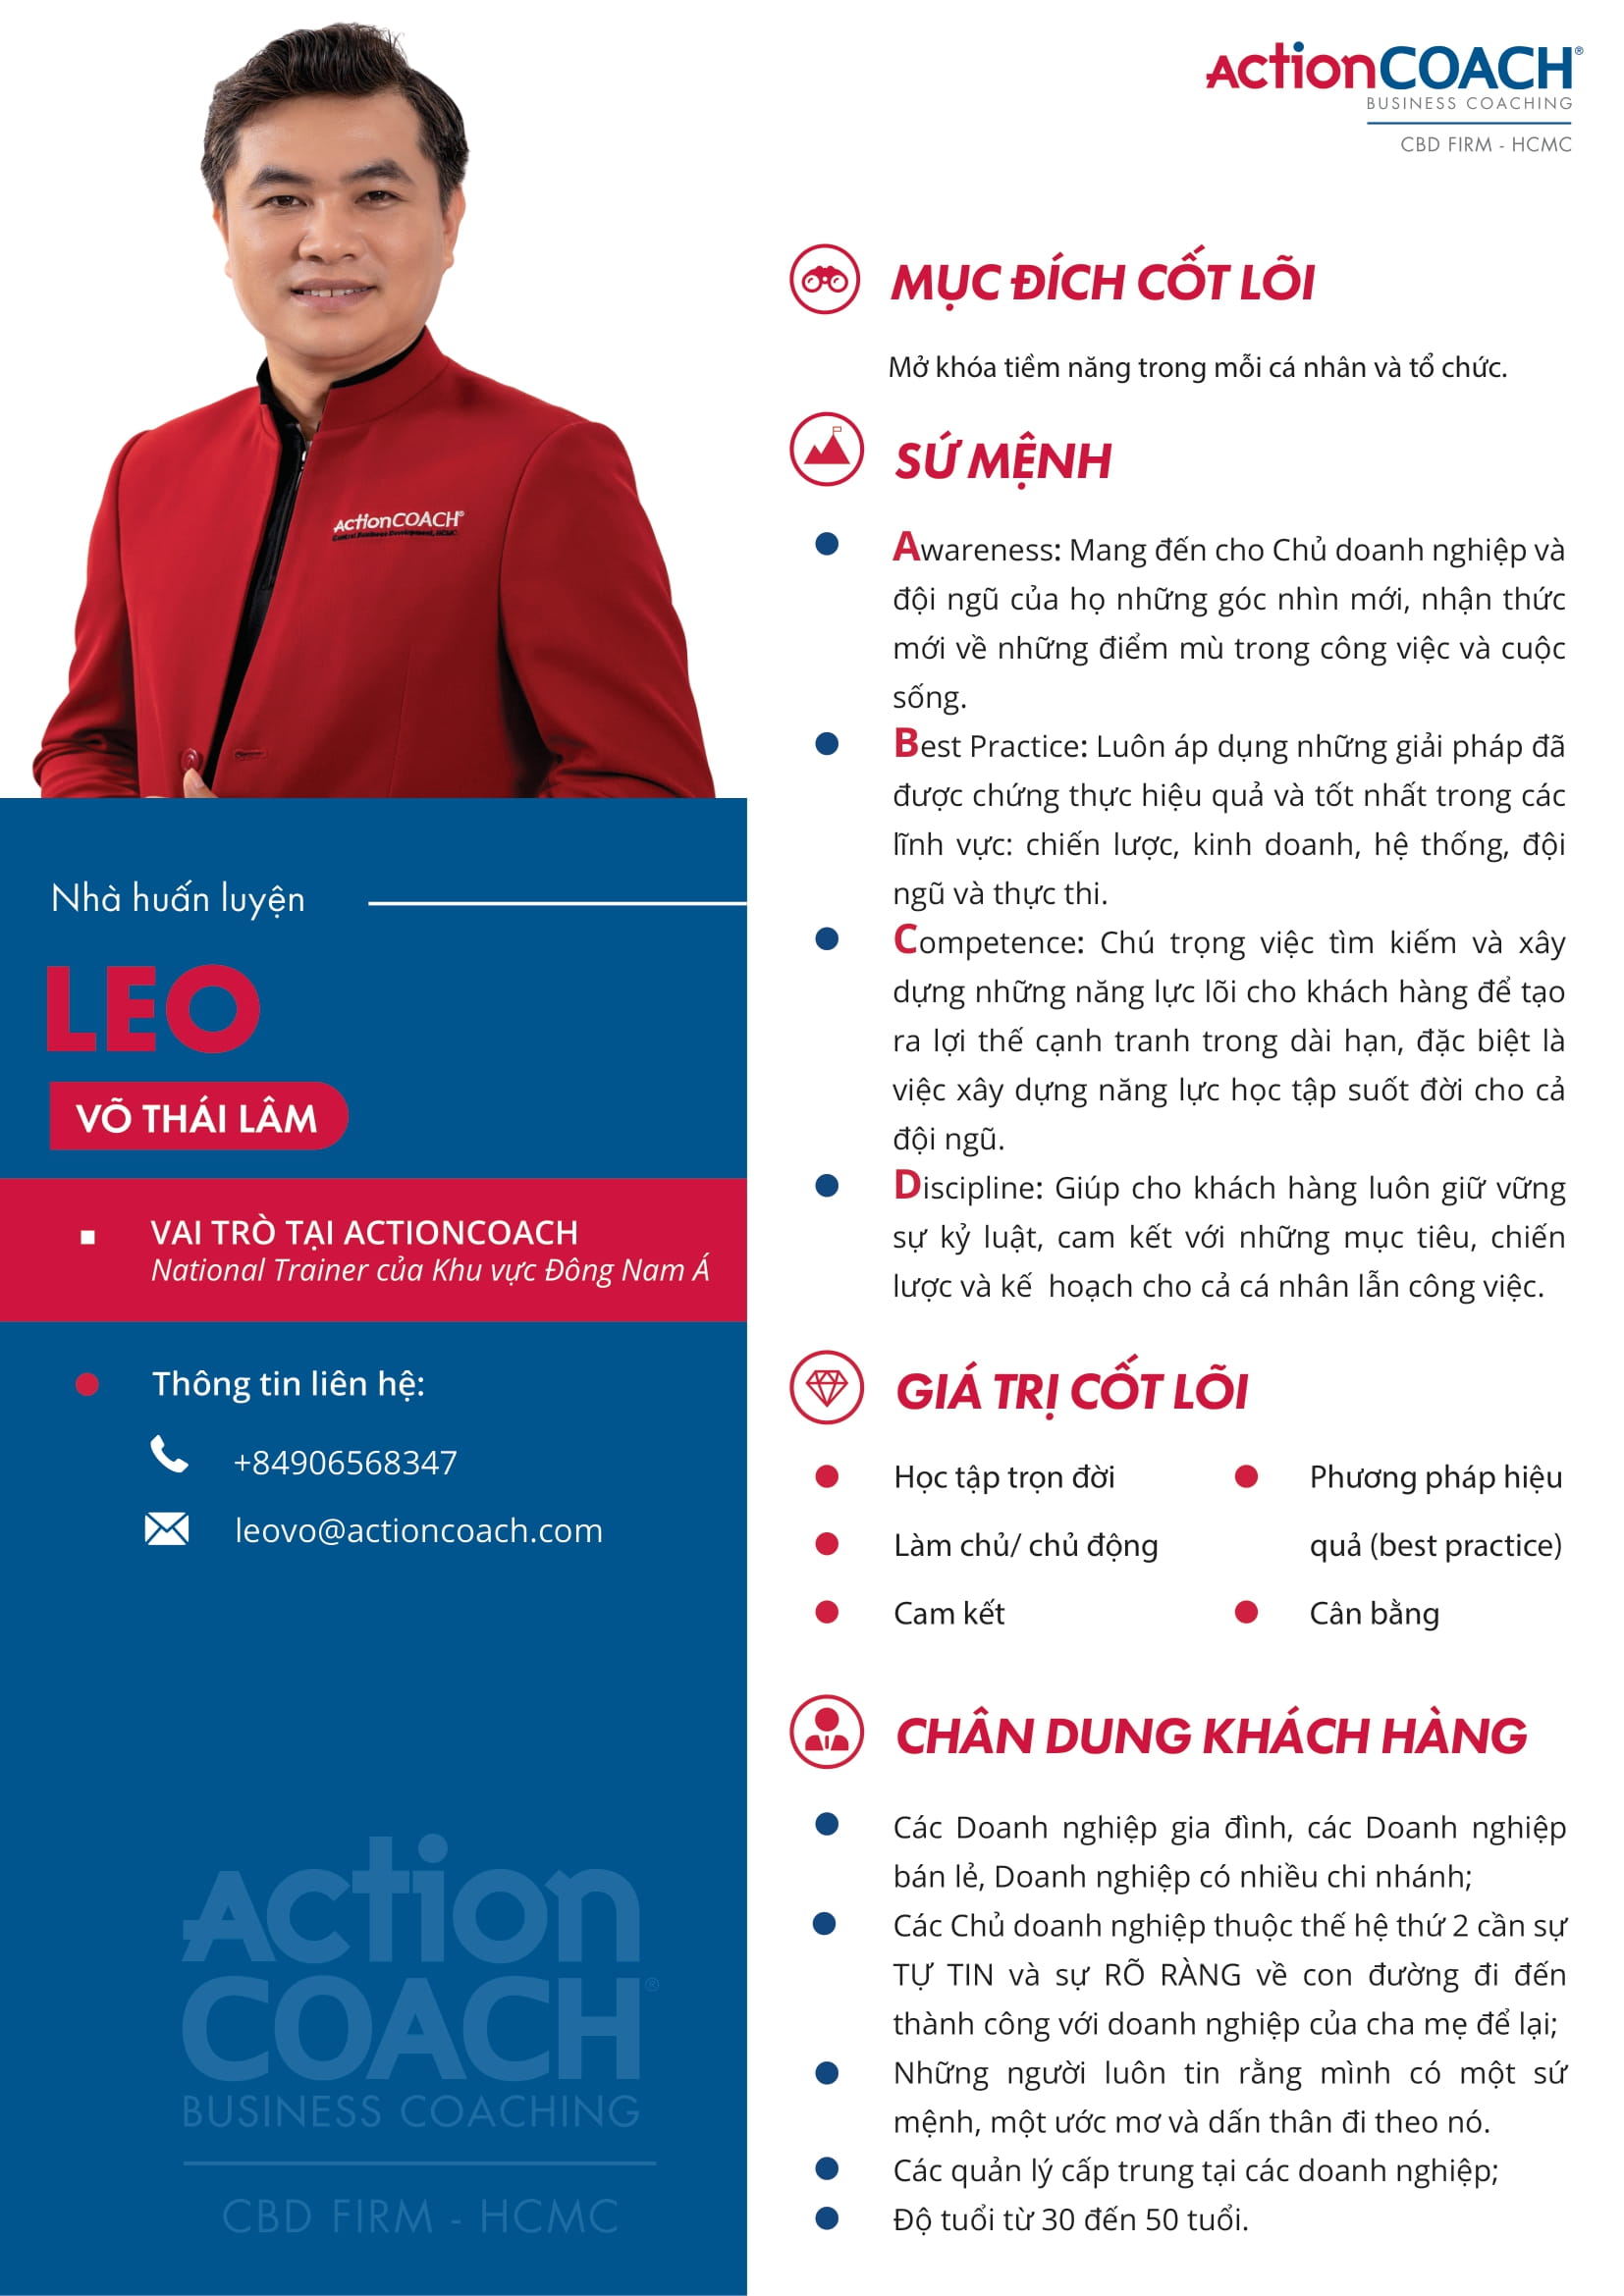 ActionCOACH®
BUSINESS COACHING
CBD FIRM - HCMC
ActionCOACH®
Nhà huấn luyện
LEO
VÕ THÁI LÂM
VAI TRÒ TẠI ACTIONCOACH
National Trainer của Khu vực Đông Nam Á
Thông tin liên hệ:
+84906568347
leovo@actioncoach.com
Action
COACH®
BUSINESS COACHING
CBD FIRM - HCMC
MỤC ĐÍCH CỐT LÕI
Mở khóa tiềm năng trong mỗi cá nhân và tổ chức.
SỨ MỆNH
Awareness: Mang đến cho Chủ doanh nghiệp và
đội ngũ của họ những góc nhìn mới, nhận thức
mới về những điểm mù trong công việc và cuộc
sống.
Best Practice: Luôn áp dụng những giải pháp đã
được chứng thực hiệu quả và tốt nhất trong các
lĩnh vực: chiến lược, kinh doanh, hệ thống, đội
ngũ và thực thi.
Competence: Chú trọng việc tìm kiếm và xây
dựng những năng lực lõi cho khách hàng để tạo
ra lợi thế cạnh tranh trong dài hạn, đặc biệt là
việc xây dựng năng lực học tập suốt đời cho cả
đội ngũ.
Discipline: Giúp cho khách hàng luôn giữ vững
sự kỷ luật, cam kết với những mục tiêu, chiến
lược và kế hoạch cho cả cá nhân lẫn công việc.
GIÁ TRỊ CỐT LÕI
Học tập trọn đời
Làm chủ/ chủ động
Cam kết
Phương pháp hiệu
quả (best practice)
Cân bằng
CHÂN DUNG KHÁCH HÀNG
Các Doanh nghiệp gia đình, các Doanh nghiệp
bán lẻ, Doanh nghiệp có nhiều chi nhánh;
Các Chủ doanh nghiệp thuộc thế hệ thứ 2 cần sự
TỰ TIN và sự RÕ RÀNG về con đường đi đến
thành công với doanh nghiệp của cha mẹ để lại;
Những người luôn tin rằng mình có một sứ
mệnh, một ước mơ và dấn thân đi theo nó.
Các quản lý cấp trung tại các doanh nghiệp;
Độ tuổi từ 30 đến 50 tuổi.